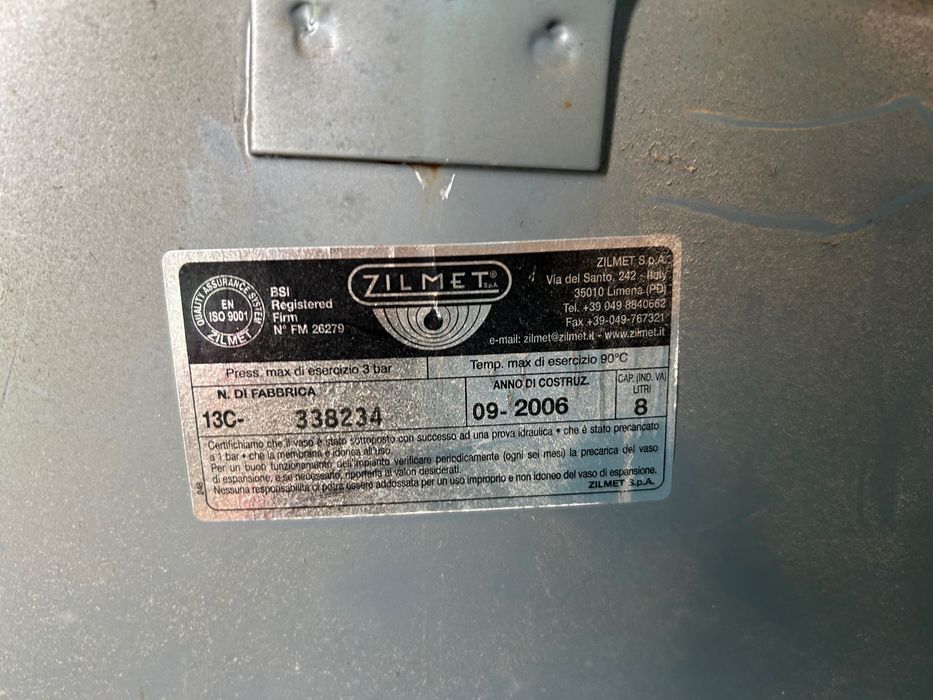 QUALITY ASSURANCE SYSTEM
EN
ISO 9001
ZILMET
BSI
Registered
Firm
N° FM 26279
ZILMET® S.p.A.
ZILMET S.p.A.
Via del Santo, 242 - Italy
35010 Limena (PD)
Tel. +39 049 8840662
Fax +39-049-767321
e-mail: zilmet@zilmet.it - www.zilmet.it
Press. max di esercizio 3 bar
Temp. max di esercizio 90°C
N. DI FABBRICA
13C- 338234
ANNO DI COSTRUZ.
09- 2006
CAP. (IND. VA)
LITRI
8
Certifichiamo che il vaso è stato sottoposto con successo ad una prova idraulica • che è stato precaricato
a 1 bar • che la membrana è idonea all'uso.
Per un buon funzionamento dell'impianto verificare periodicamente (ogni sei mesi) la precarica del vaso
di espansione, e se necessario, riportarla ai valori desiderati.
Nessuna responsabilità ci potrà essere addossata per un uso improprio e non idoneo del vaso di espansione.
ZILMET S.p.A.